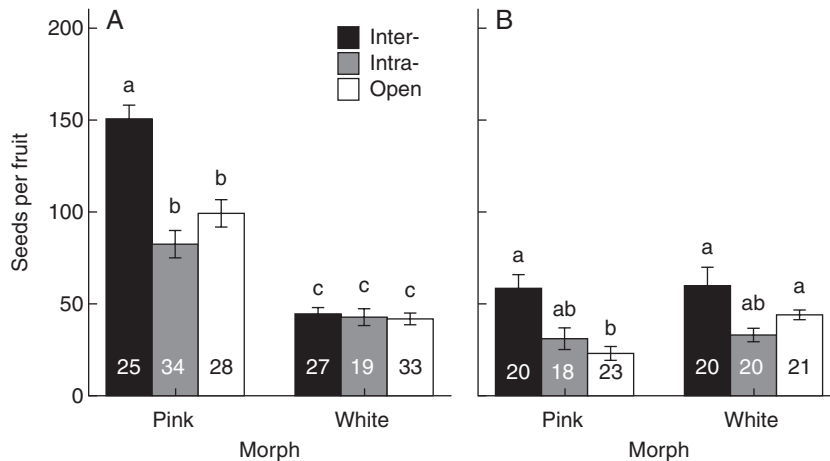 A
B
200
150
100
50
0
Seeds per fruit
Inter-
Intra-
Open
a
b
b
c
c
c
25
34
28
27
19
33
Pink
White
Morph
a
ab
b
a
ab
a
20
18
23
20
20
21
Pink
White
Morph